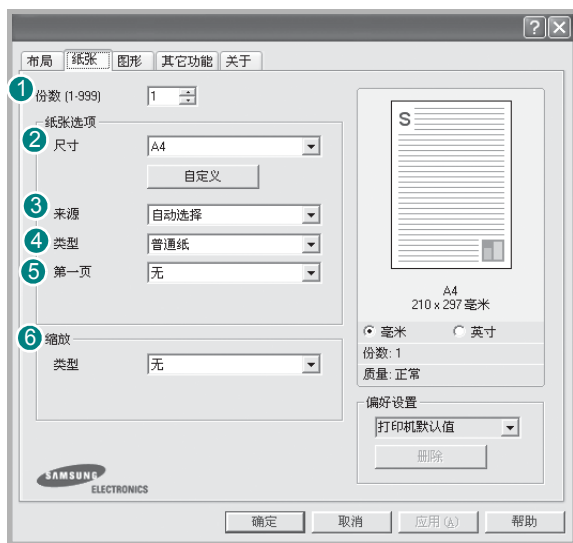 布局 纸张 图形 其它功能 关于
1 份数 (1-999) 1
纸张选项
2 尺寸 A4
自定义
3 来源 自动选择
4 类型 普通纸
5 第一页 无
6 缩放
类型 无
S
A4
210 x 297 毫米
毫米 英寸
份数: 1
质量: 正常
偏好设置
打印机默认值
删除
SAMSUNG
ELECTRONICS
确定 取消 应用(A) 帮助